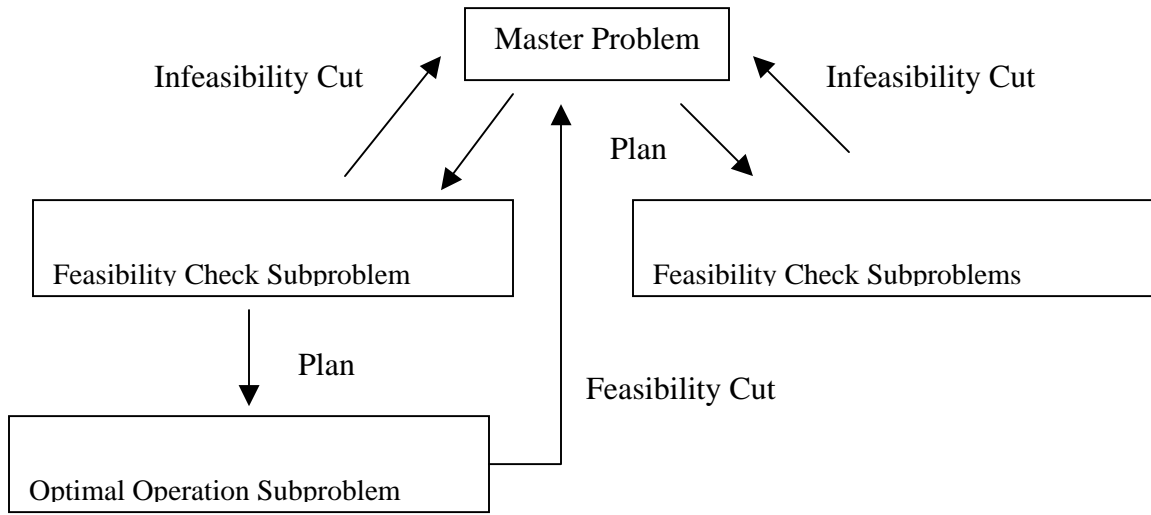 Master Problem
Infeasibility Cut
Infeasibility Cut
Plan
Feasibility Check Subproblem
Feasibility Check Subproblems
Plan
Feasibility Cut
Optimal Operation Subproblem